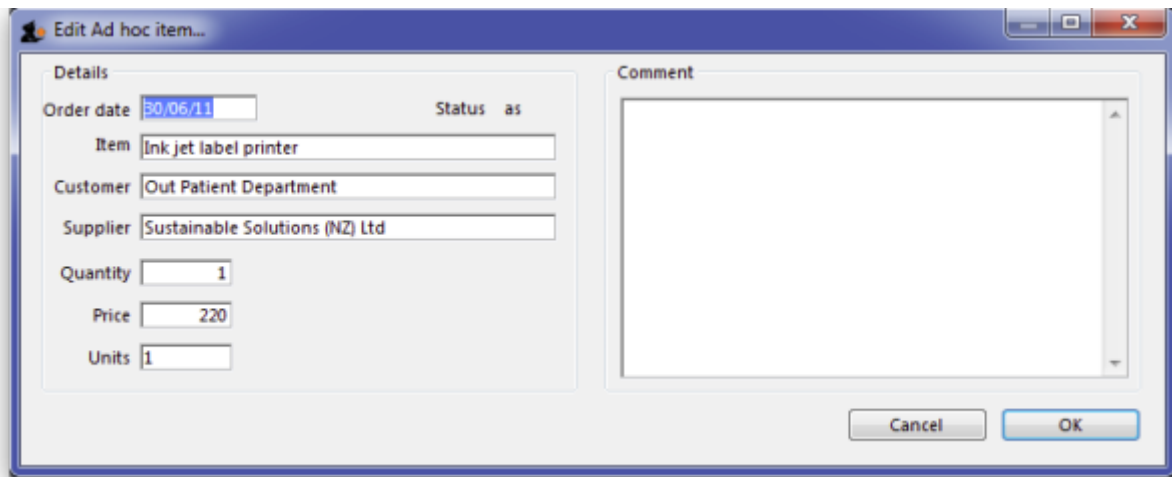 Edit Ad hoc item...
Details
Order date 30/06/11 Status as
Item Ink jet label printer
Customer Out Patient Department
Supplier Sustainable Solutions (NZ) Ltd
Quantity 1
Price 220
Units 1
Comment
Cancel OK